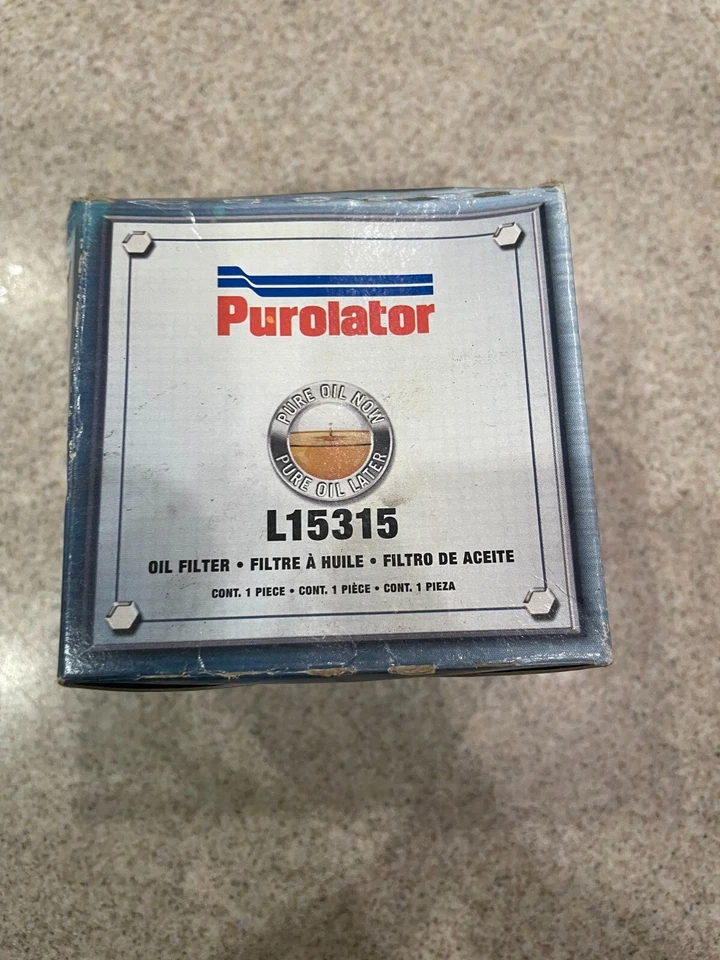 Purolator
PURE OIL NOW
PURE OIL LATER
L15315
OIL FILTER • FILTRE À HUILE • FILTRO DE ACEITE
CONT. 1 PIECE • CONT. 1 PIÈCE • CONT. 1 PIEZA